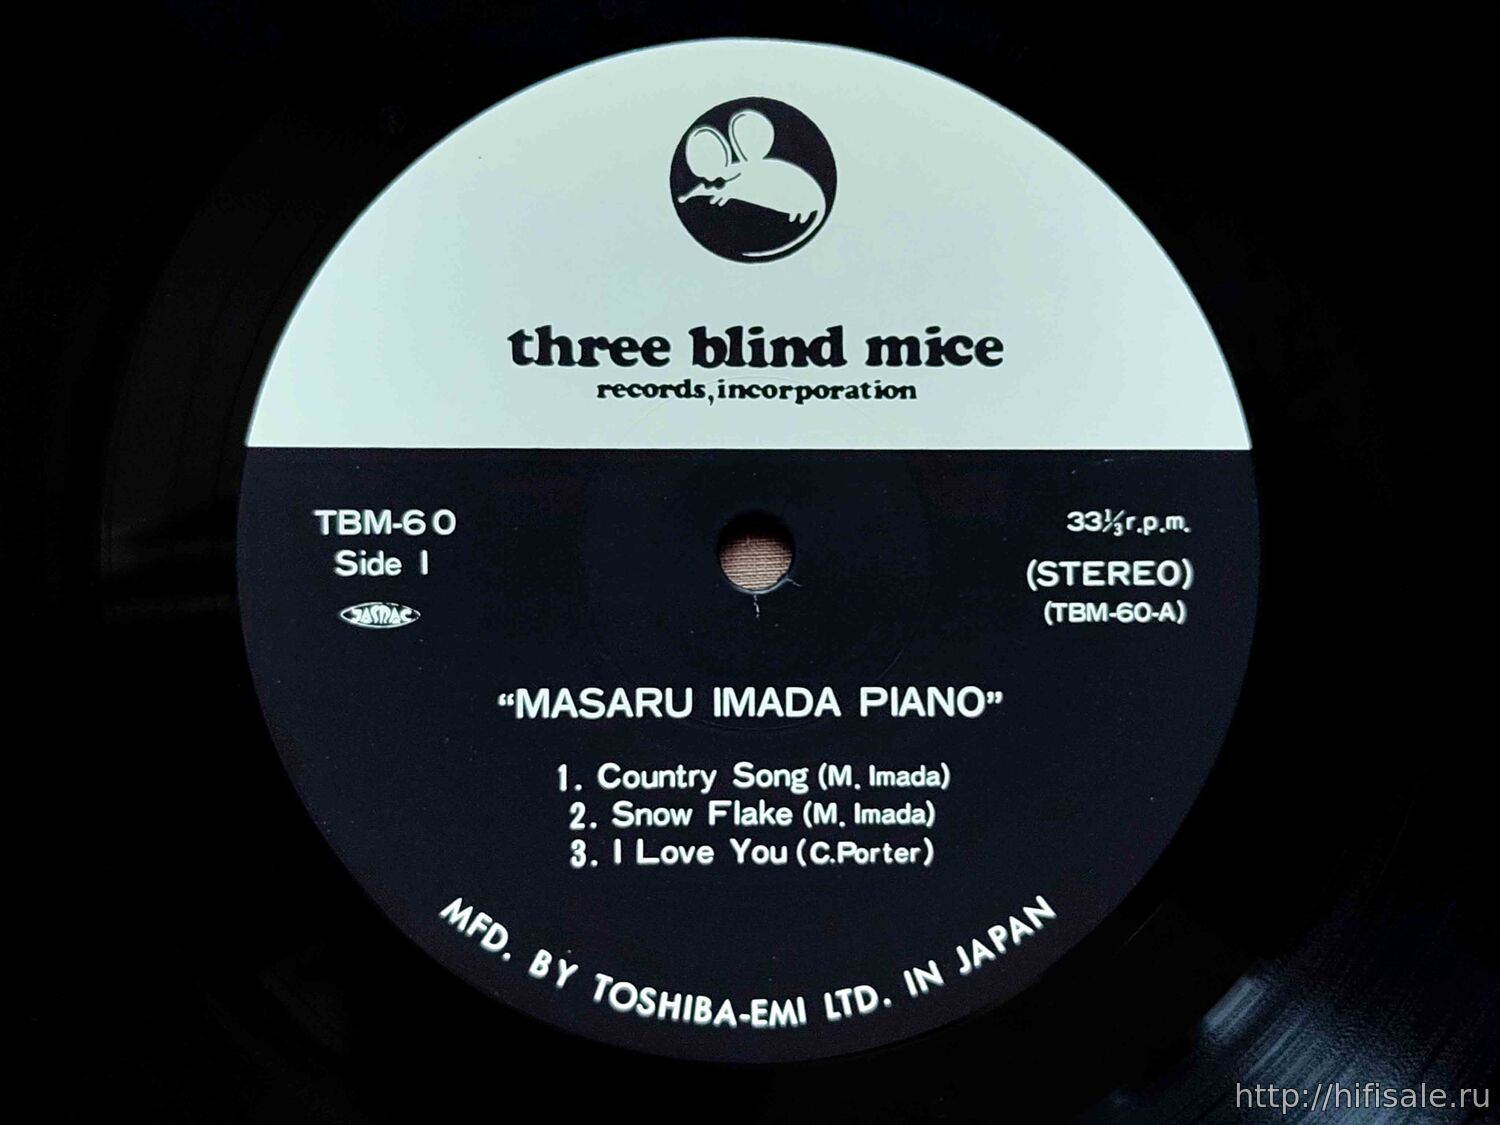 three blind mice
records, incorporation
TBM-60
Side 1
JASRAC
33⅓ r.p.m.
(STEREO)
(TBM-60-A)
“MASARU IMADA PIANO”
1. Country Song (M. Imada)
2. Snow Flake (M. Imada)
3. I Love You (C.Porter)
MFD. BY TOSHIBA-EMI LTD. IN JAPAN
http://hifisale.ru